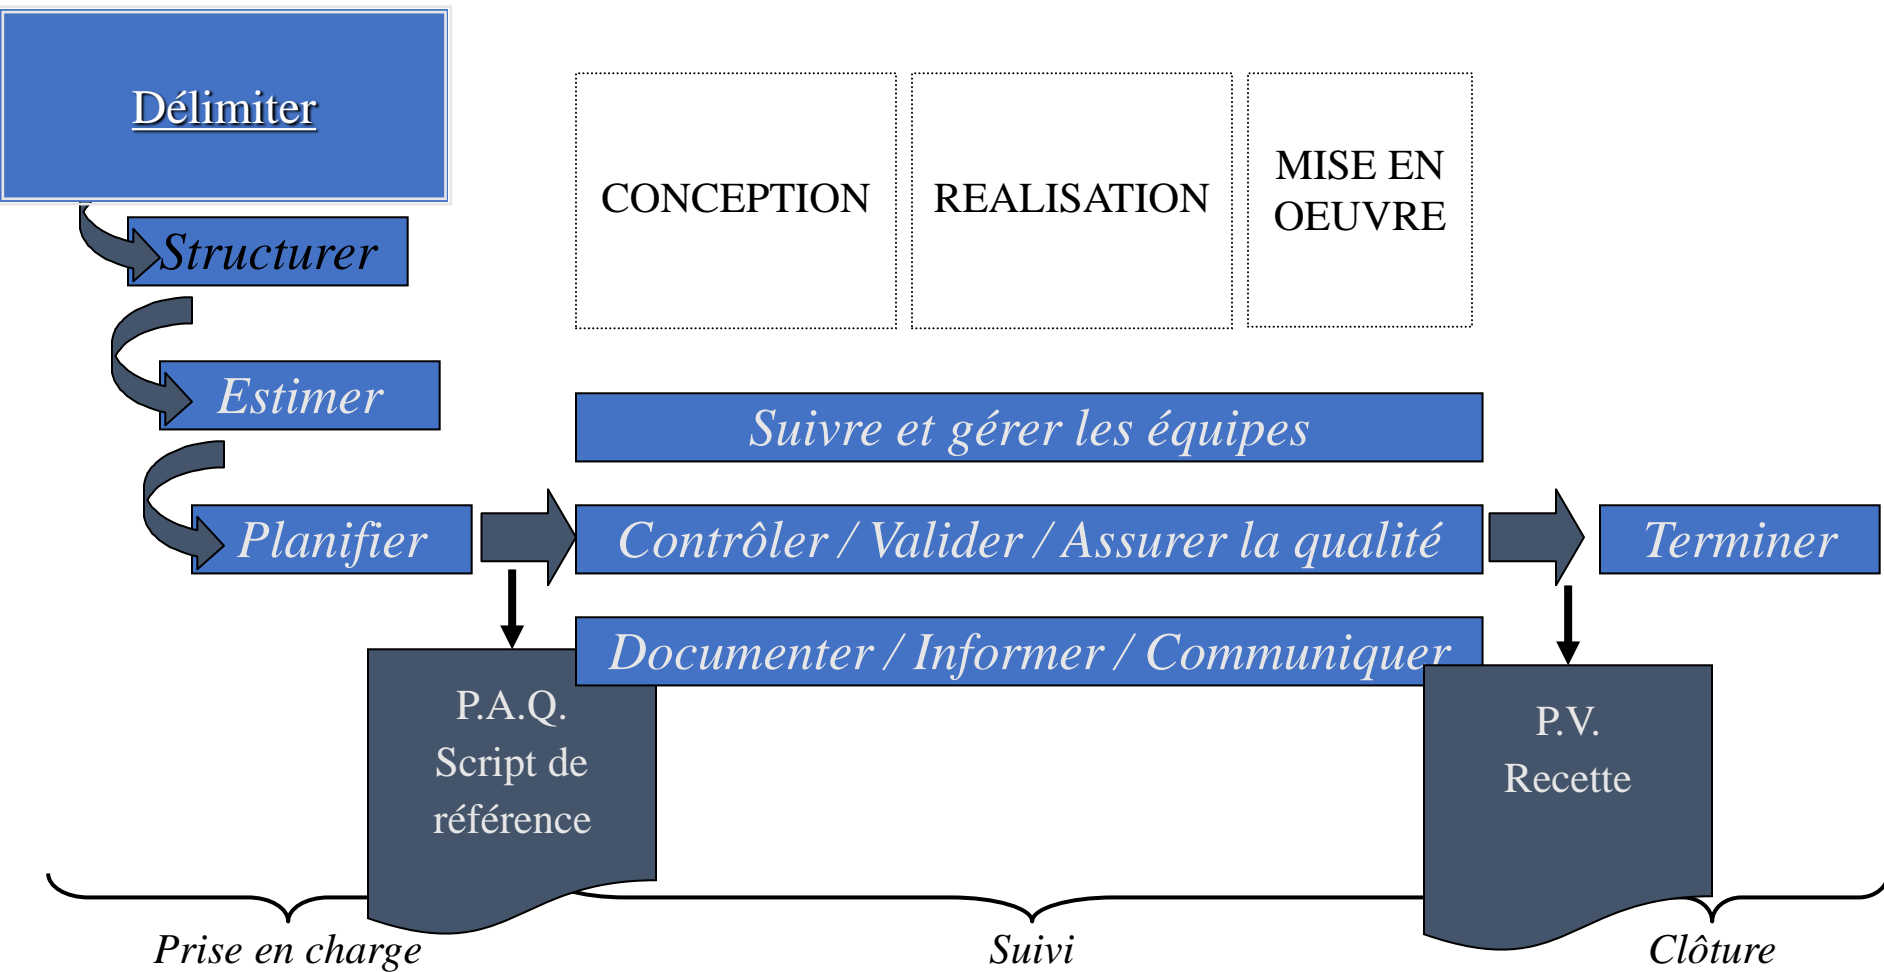 Délimiter
CONCEPTION
REALISATION
MISE EN
OEUVRE
Structurer
Estimer
Suivre et gérer les équipes
Planifier
Contrôler / Valider / Assurer la qualité
Terminer
Documenter / Informer / Communiquer
P.A.Q.
Script de
référence
P.V.
Recette
Prise en charge
Suivi
Clôture